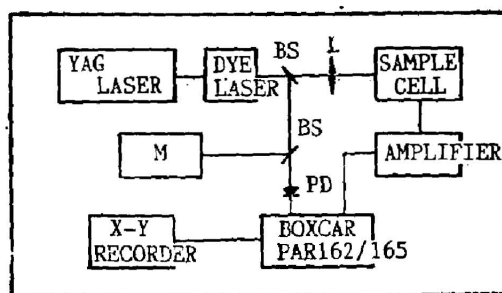 BS
L
YAG
LASER
DYE
LASER
SAMPLE
CELL
BS
M
AMPLIFIER
PD
X-Y
RECORDER
BOXCAR
PAR162/165